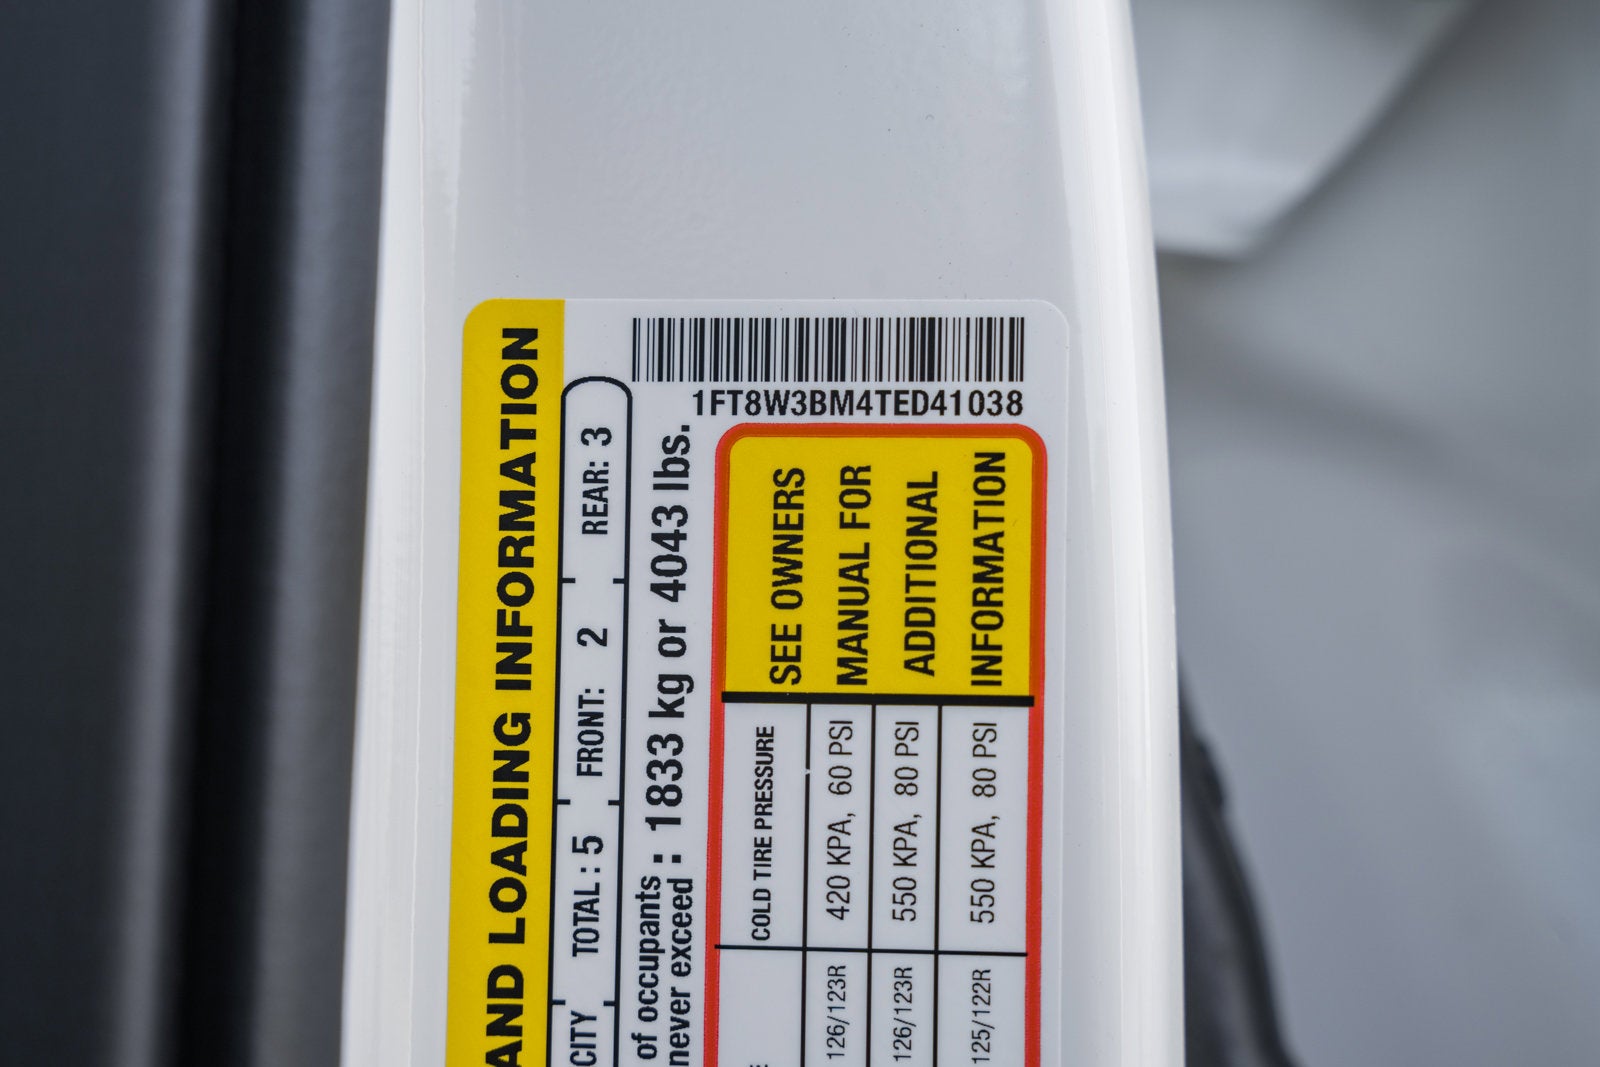 1FT8W3BM4TED41038
AND LOADING INFORMATION
CITY TOTAL : 5 FRONT: 2 REAR: 3
of occupants
never exceed : 1833 kg or 4043 lbs.
COLD TIRE PRESSURE
126/123R 420 KPA, 60 PSI
126/123R 550 KPA, 80 PSI
125/122R 550 KPA, 80 PSI
SEE OWNERS
MANUAL FOR
ADDITIONAL
INFORMATION